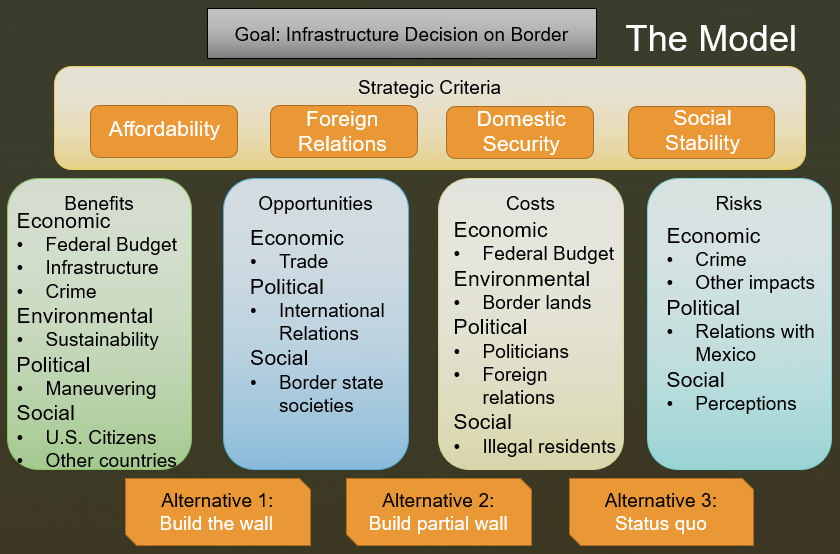 Goal: Infrastructure Decision on Border
The Model
Strategic Criteria
Affordability
Foreign
Relations
Domestic
Security
Social
Stability
Benefits
Economic
• Federal Budget
• Infrastructure
• Crime
Environmental
• Sustainability
Political
• Maneuvering
Social
• U.S. Citizens
• Other countries
Opportunities
Economic
• Trade
Political
• International
Relations
Social
• Border state
societies
Costs
Economic
• Federal Budget
Environmental
• Border lands
Political
• Politicians
• Foreign
relations
Social
• Illegal residents
Risks
Economic
• Crime
• Other impacts
Political
• Relations with
Mexico
Social
• Perceptions
Alternative 1:
Build the wall
Alternative 2:
Build partial wall
Alternative 3:
Status quo